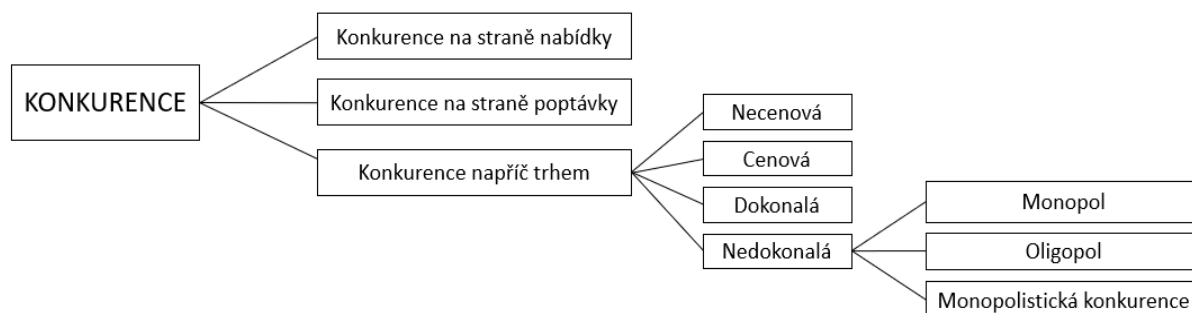 KONKURENCE
Konkurence na straně nabídky
Konkurence na straně poptávky
Konkurence napříč trhem
Necenová
Cenová
Dokonalá
Nedokonalá
Monopol
Oligopol
Monopolistická konkurence